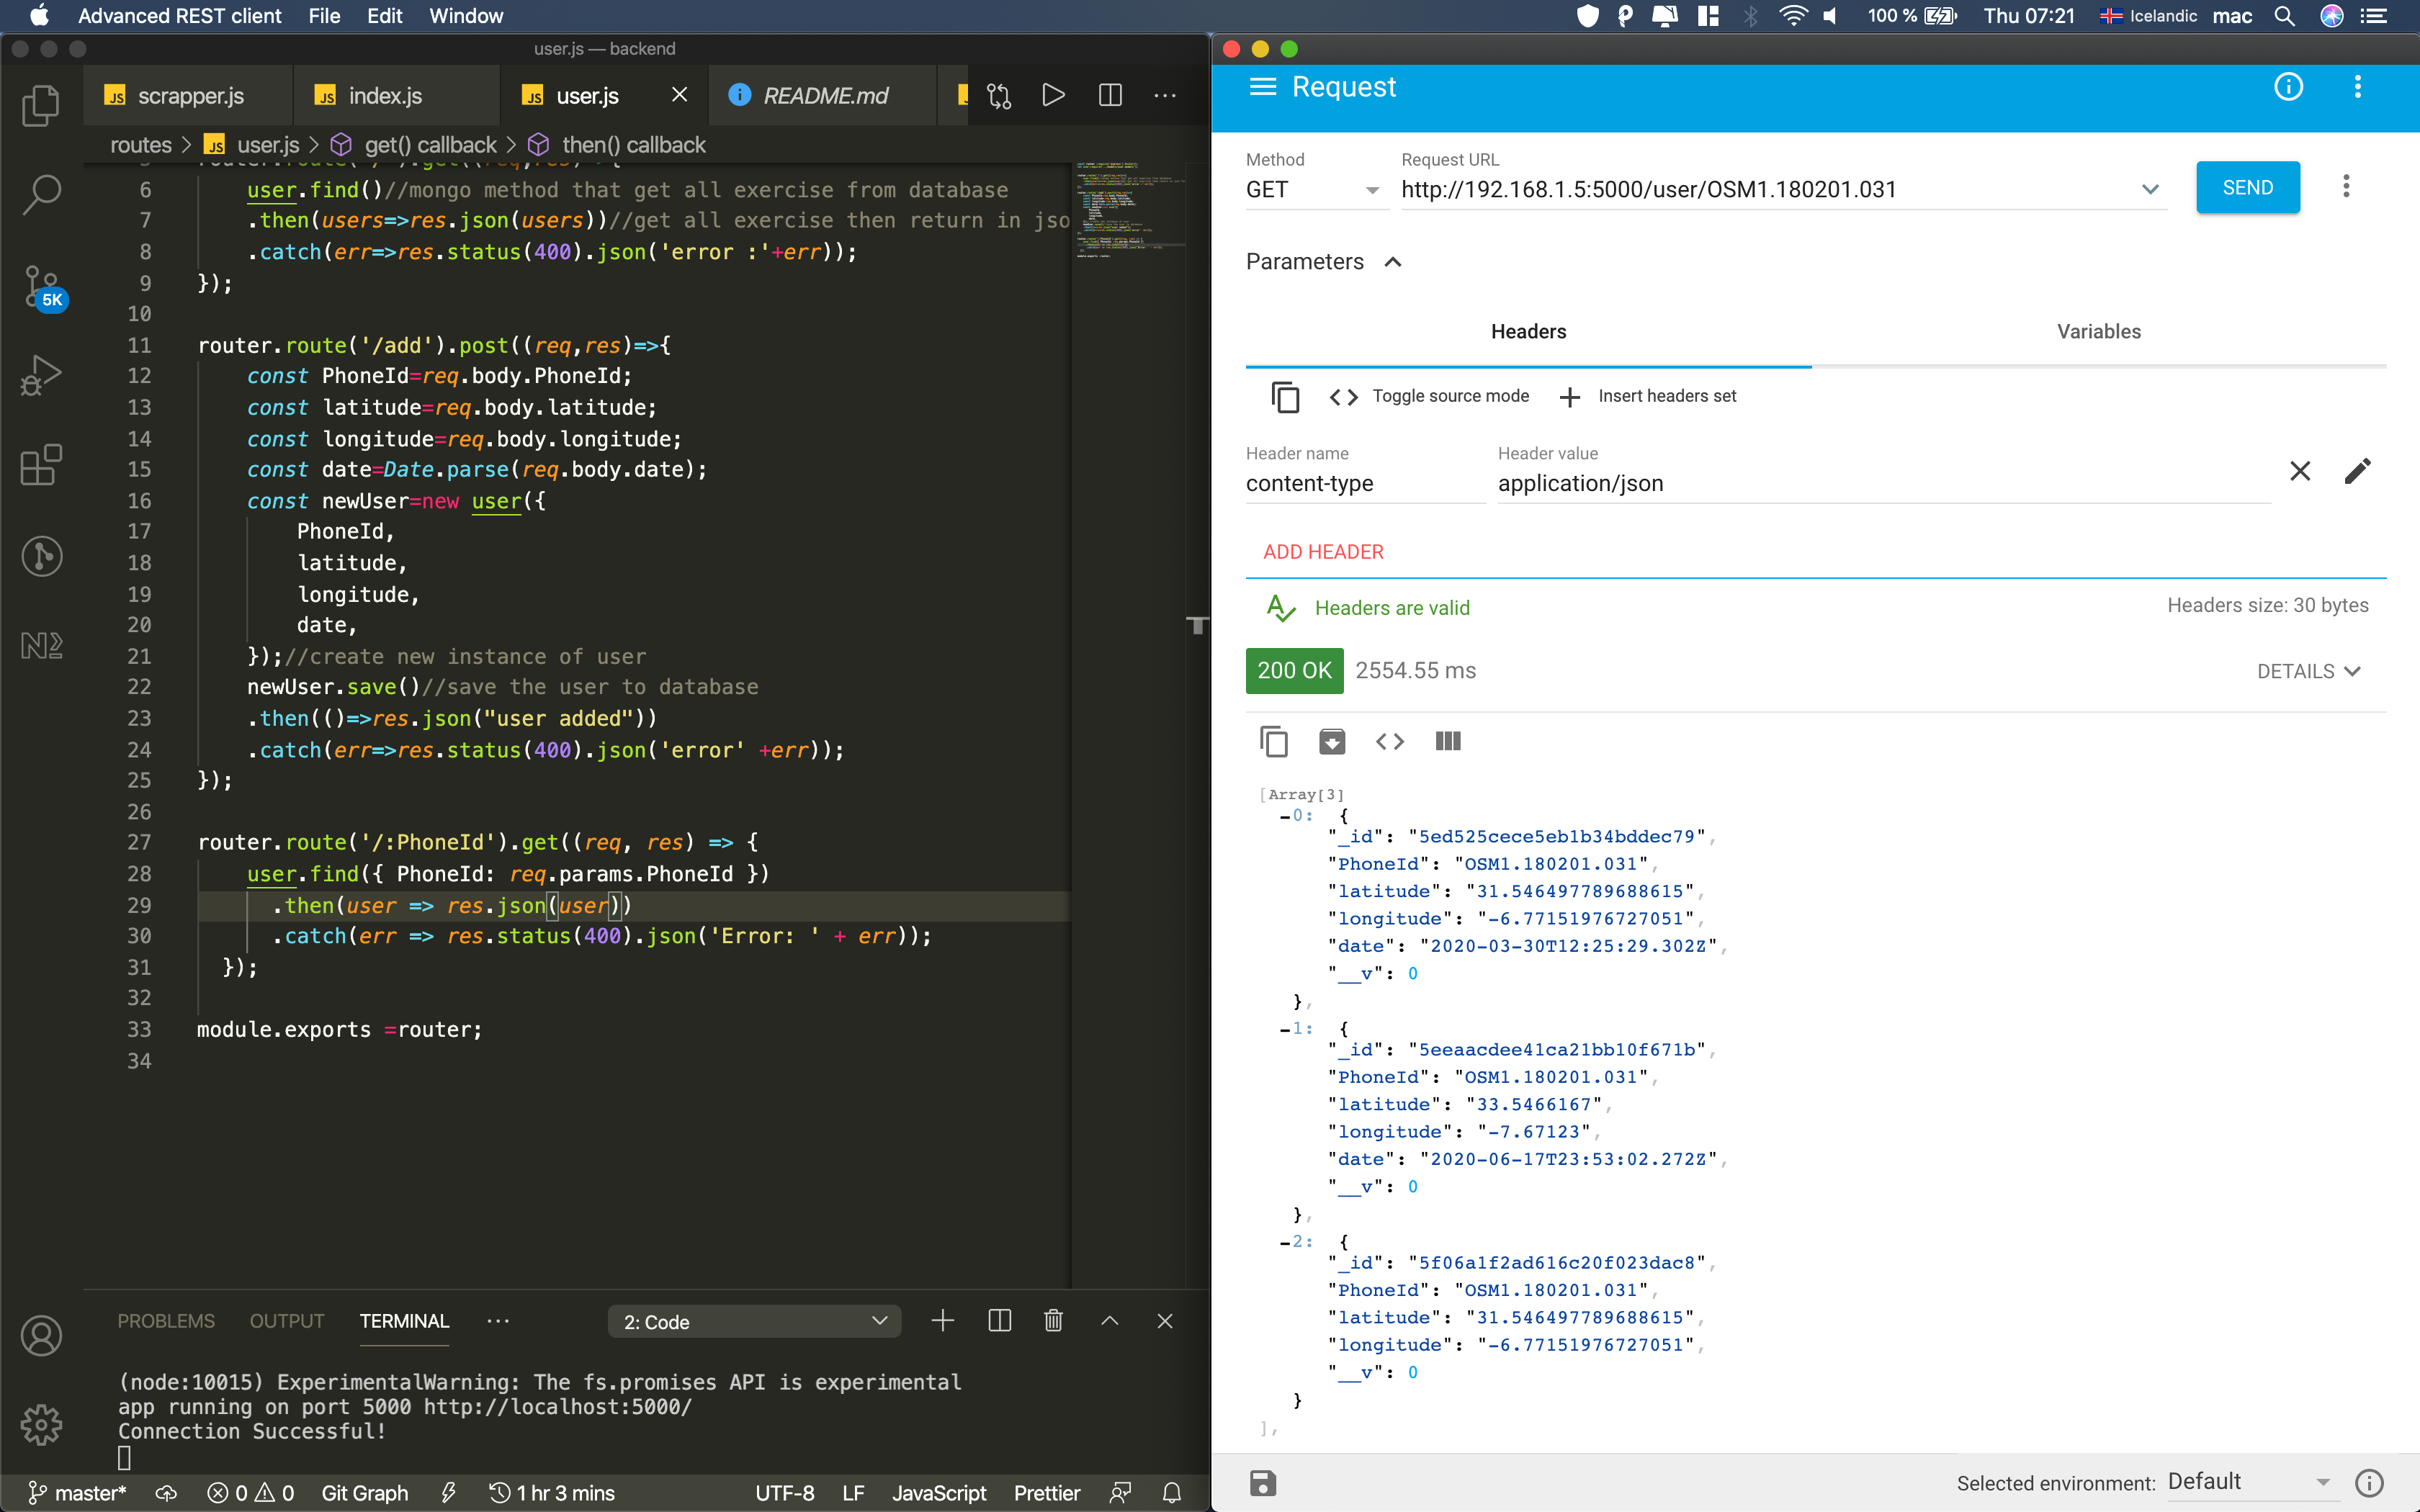 Advanced REST client File Edit Window 100 % Thu 07:21 Icelandic mac
user.js — backend
JS scrapper.js JS index.js JS user.js README.md
routes > JS user.js > get() callback > then() callback
6 user.find()//mongo method that get all exercise from database
7 .then(users=>res.json(users))//get all exercise then return in jso
8 .catch(err=>res.status(400).json('error :'+err));
9 });
10
11 router.route('/add').post((req,res)=>{
12 const PhoneId=req.body.PhoneId;
13 const latitude=req.body.latitude;
14 const longitude=req.body.longitude;
15 const date=Date.parse(req.body.date);
16 const newUser=new user({
17 PhoneId,
18 latitude,
19 longitude,
20 date,
21 });//create new instance of user
22 newUser.save()//save the user to database
23 .then(()=>res.json("user added"))
24 .catch(err=>res.status(400).json('error' +err));
25 });
26
27 router.route('/:PhoneId').get((req, res) => {
28 user.find({ PhoneId: req.params.PhoneId })
29 .then(user => res.json(user))
30 .catch(err => res.status(400).json('Error: ' + err));
31 });
32
33 module.exports =router;
34
5K
PROBLEMS OUTPUT TERMINAL ··· 2: Code
(node:10015) ExperimentalWarning: The fs.promises API is experimental
app running on port 5000 http://localhost:5000/
Connection Successful!
master* 0 0 Git Graph 1 hr 3 mins UTF-8 LF JavaScript Prettier
Request
Method Request URL
GET http://192.168.1.5:5000/user/OSM1.180201.031 SEND
Parameters
Headers Variables
Toggle source mode Insert headers set
Header name Header value
content-type application/json
ADD HEADER
Headers are valid Headers size: 30 bytes
200 OK 2554.55 ms DETAILS
[Array[3]
-0: {
"_id": "5ed525cece5eb1b34bddec79",
"PhoneId": "OSM1.180201.031",
"latitude": "31.546497789688615",
"longitude": "-6.77151976727051",
"date": "2020-03-30T12:25:29.302Z",
"__v": 0
},
-1: {
"_id": "5eeaacdee41ca21bb10f671b",
"PhoneId": "OSM1.180201.031",
"latitude": "33.5466167",
"longitude": "-7.67123",
"date": "2020-06-17T23:53:02.272Z",
"__v": 0
},
-2: {
"_id": "5f06a1f2ad616c20f023dac8",
"PhoneId": "OSM1.180201.031",
"latitude": "31.546497789688615",
"longitude": "-6.77151976727051",
"__v": 0
}
],
Selected environment: Default